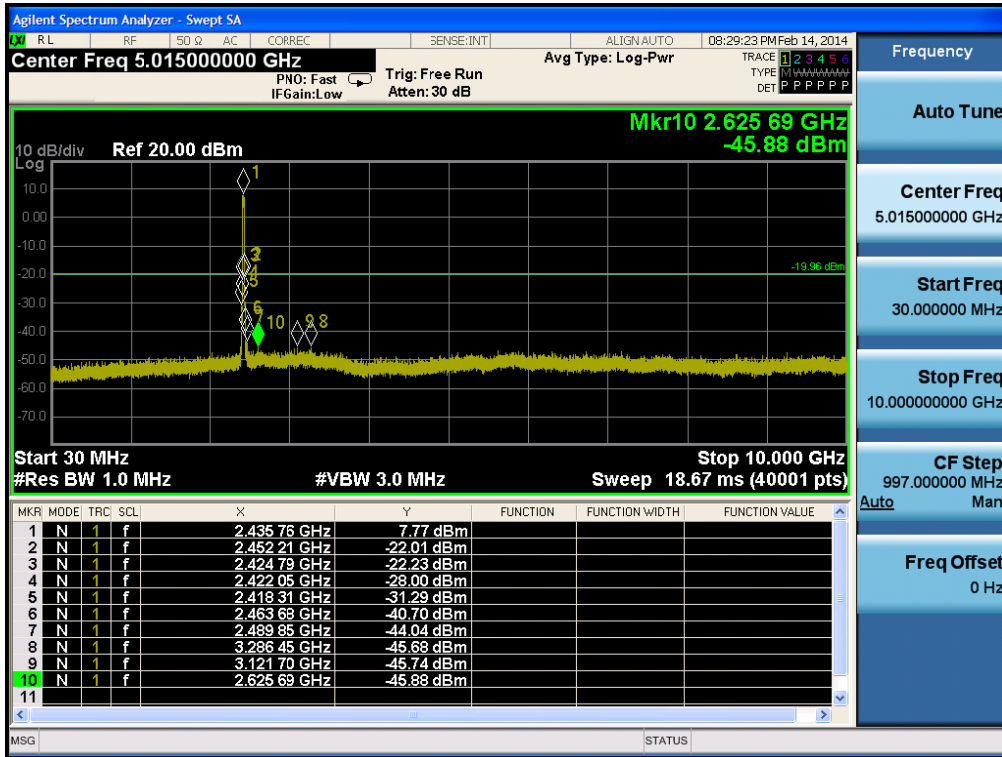 Agilent Spectrum Analyzer - Swept SA
LXI RL RF 50 Ω AC CORREC SENSE:INT ALIGN AUTO 08:29:23 PM Feb 14, 2014
Center Freq 5.015000000 GHz
PNO: Fast
IFGain:Low
Trig: Free Run
Atten: 30 dB
Avg Type: Log-Pwr
TRACE 1 2 3 4 5 6
TYPE M
DET P P P P P P
Mkr10 2.625 69 GHz
-45.88 dBm
10 dB/div
Log
Ref 20.00 dBm
10.0
0.00
-10.0
-20.0
-30.0
-40.0
-50.0
-60.0
-70.0
1
4
5
6
10
8
-19.96 dBm
Start 30 MHz
Stop 10.000 GHz
#Res BW 1.0 MHz
#VBW 3.0 MHz
Sweep 18.67 ms (40001 pts)
MKR MODE TRC SCL X Y FUNCTION FUNCTION WIDTH FUNCTION VALUE
1 N 1 f 2.435 76 GHz 7.77 dBm
2 N 1 f 2.452 21 GHz -22.01 dBm
3 N 1 f 2.424 79 GHz -22.23 dBm
4 N 1 f 2.422 05 GHz -28.00 dBm
5 N 1 f 2.418 31 GHz -31.29 dBm
6 N 1 f 2.463 68 GHz -40.70 dBm
7 N 1 f 2.489 85 GHz -44.04 dBm
8 N 1 f 3.286 45 GHz -45.68 dBm
9 N 1 f 3.121 70 GHz -45.74 dBm
10 N 1 f 2.625 69 GHz -45.88 dBm
11
MSG
STATUS
Frequency
Auto Tune
Center Freq
5.015000000 GHz
Start Freq
30.000000 MHz
Stop Freq
10.000000000 GHz
CF Step
997.000000 MHz
Auto Man
Freq Offset
0 Hz